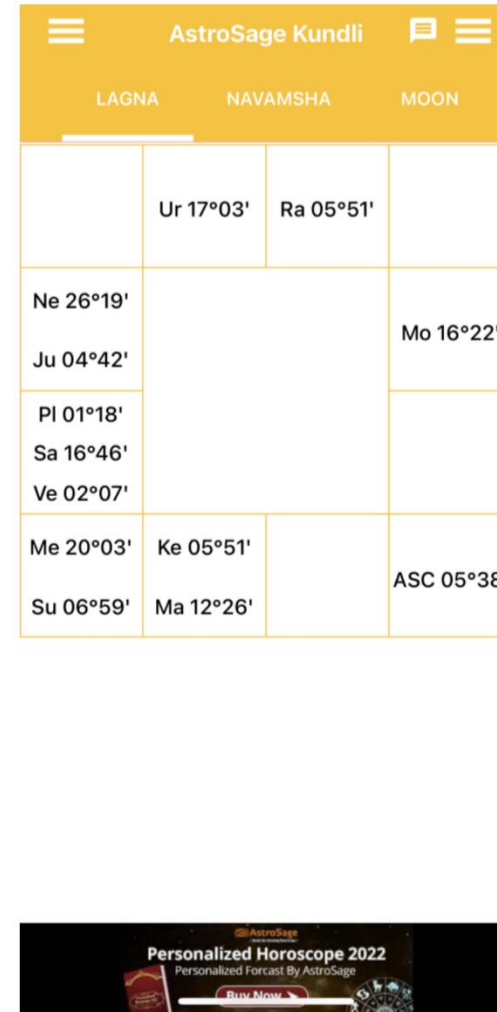 AstroSage Kundli
LAGNA NAVAMSHA MOON
Ur 17°03' Ra 05°51'
Ne 26°19'
Ju 04°42'
Mo 16°22'
Pl 01°18'
Sa 16°46'
Ve 02°07'
Me 20°03'
Su 06°59'
Ke 05°51'
Ma 12°26'
ASC 05°38
AstroSage
Personalized Horoscope 2022
Personalized Forcast By AstroSage
Buy Now >